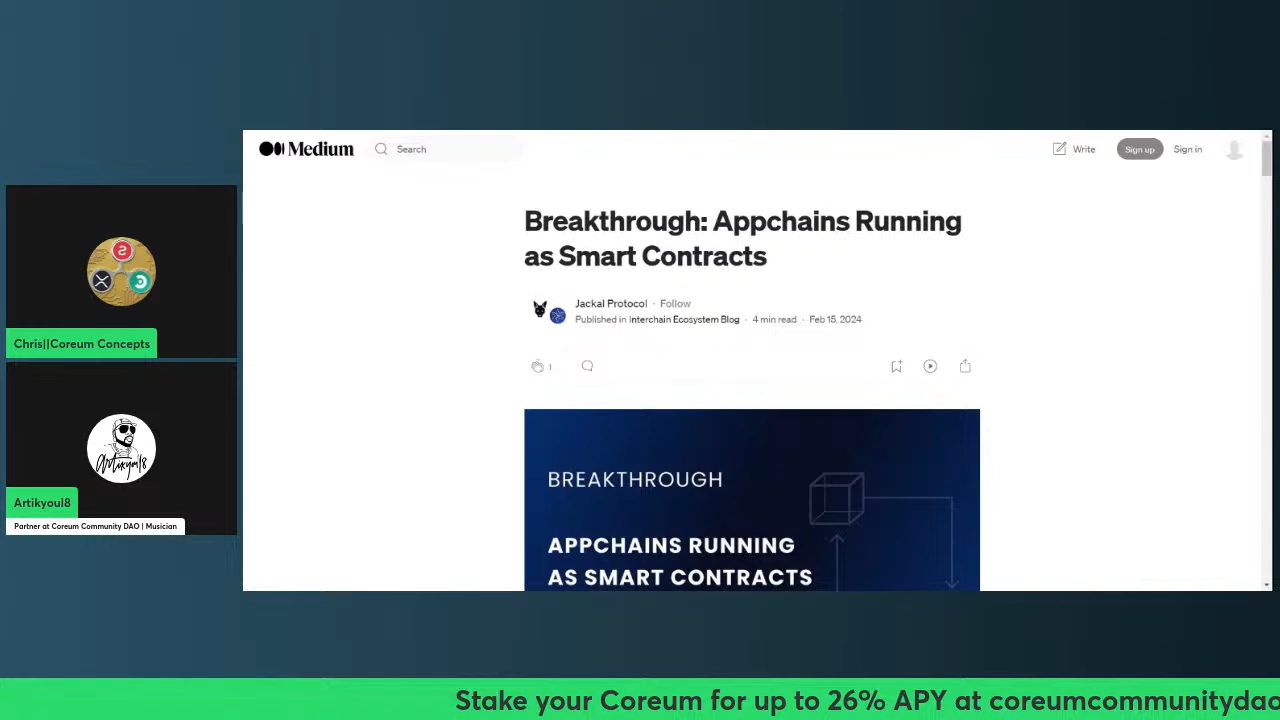 Medium
Search
Write
Sign up
Sign in
Breakthrough: Appchains Running
as Smart Contracts
Jackal Protocol · Follow
Published in Interchain Ecosystem Blog · 4 min read · Feb 15, 2024
1
BREAKTHROUGH
APPCHAINS RUNNING
AS SMART CONTRACTS
Chris||Coreum Concepts
Artikyoul8
Partner at Coreum Community DAO | Musician
Stake your Coreum for up to 26% APY at coreumcommunitydao